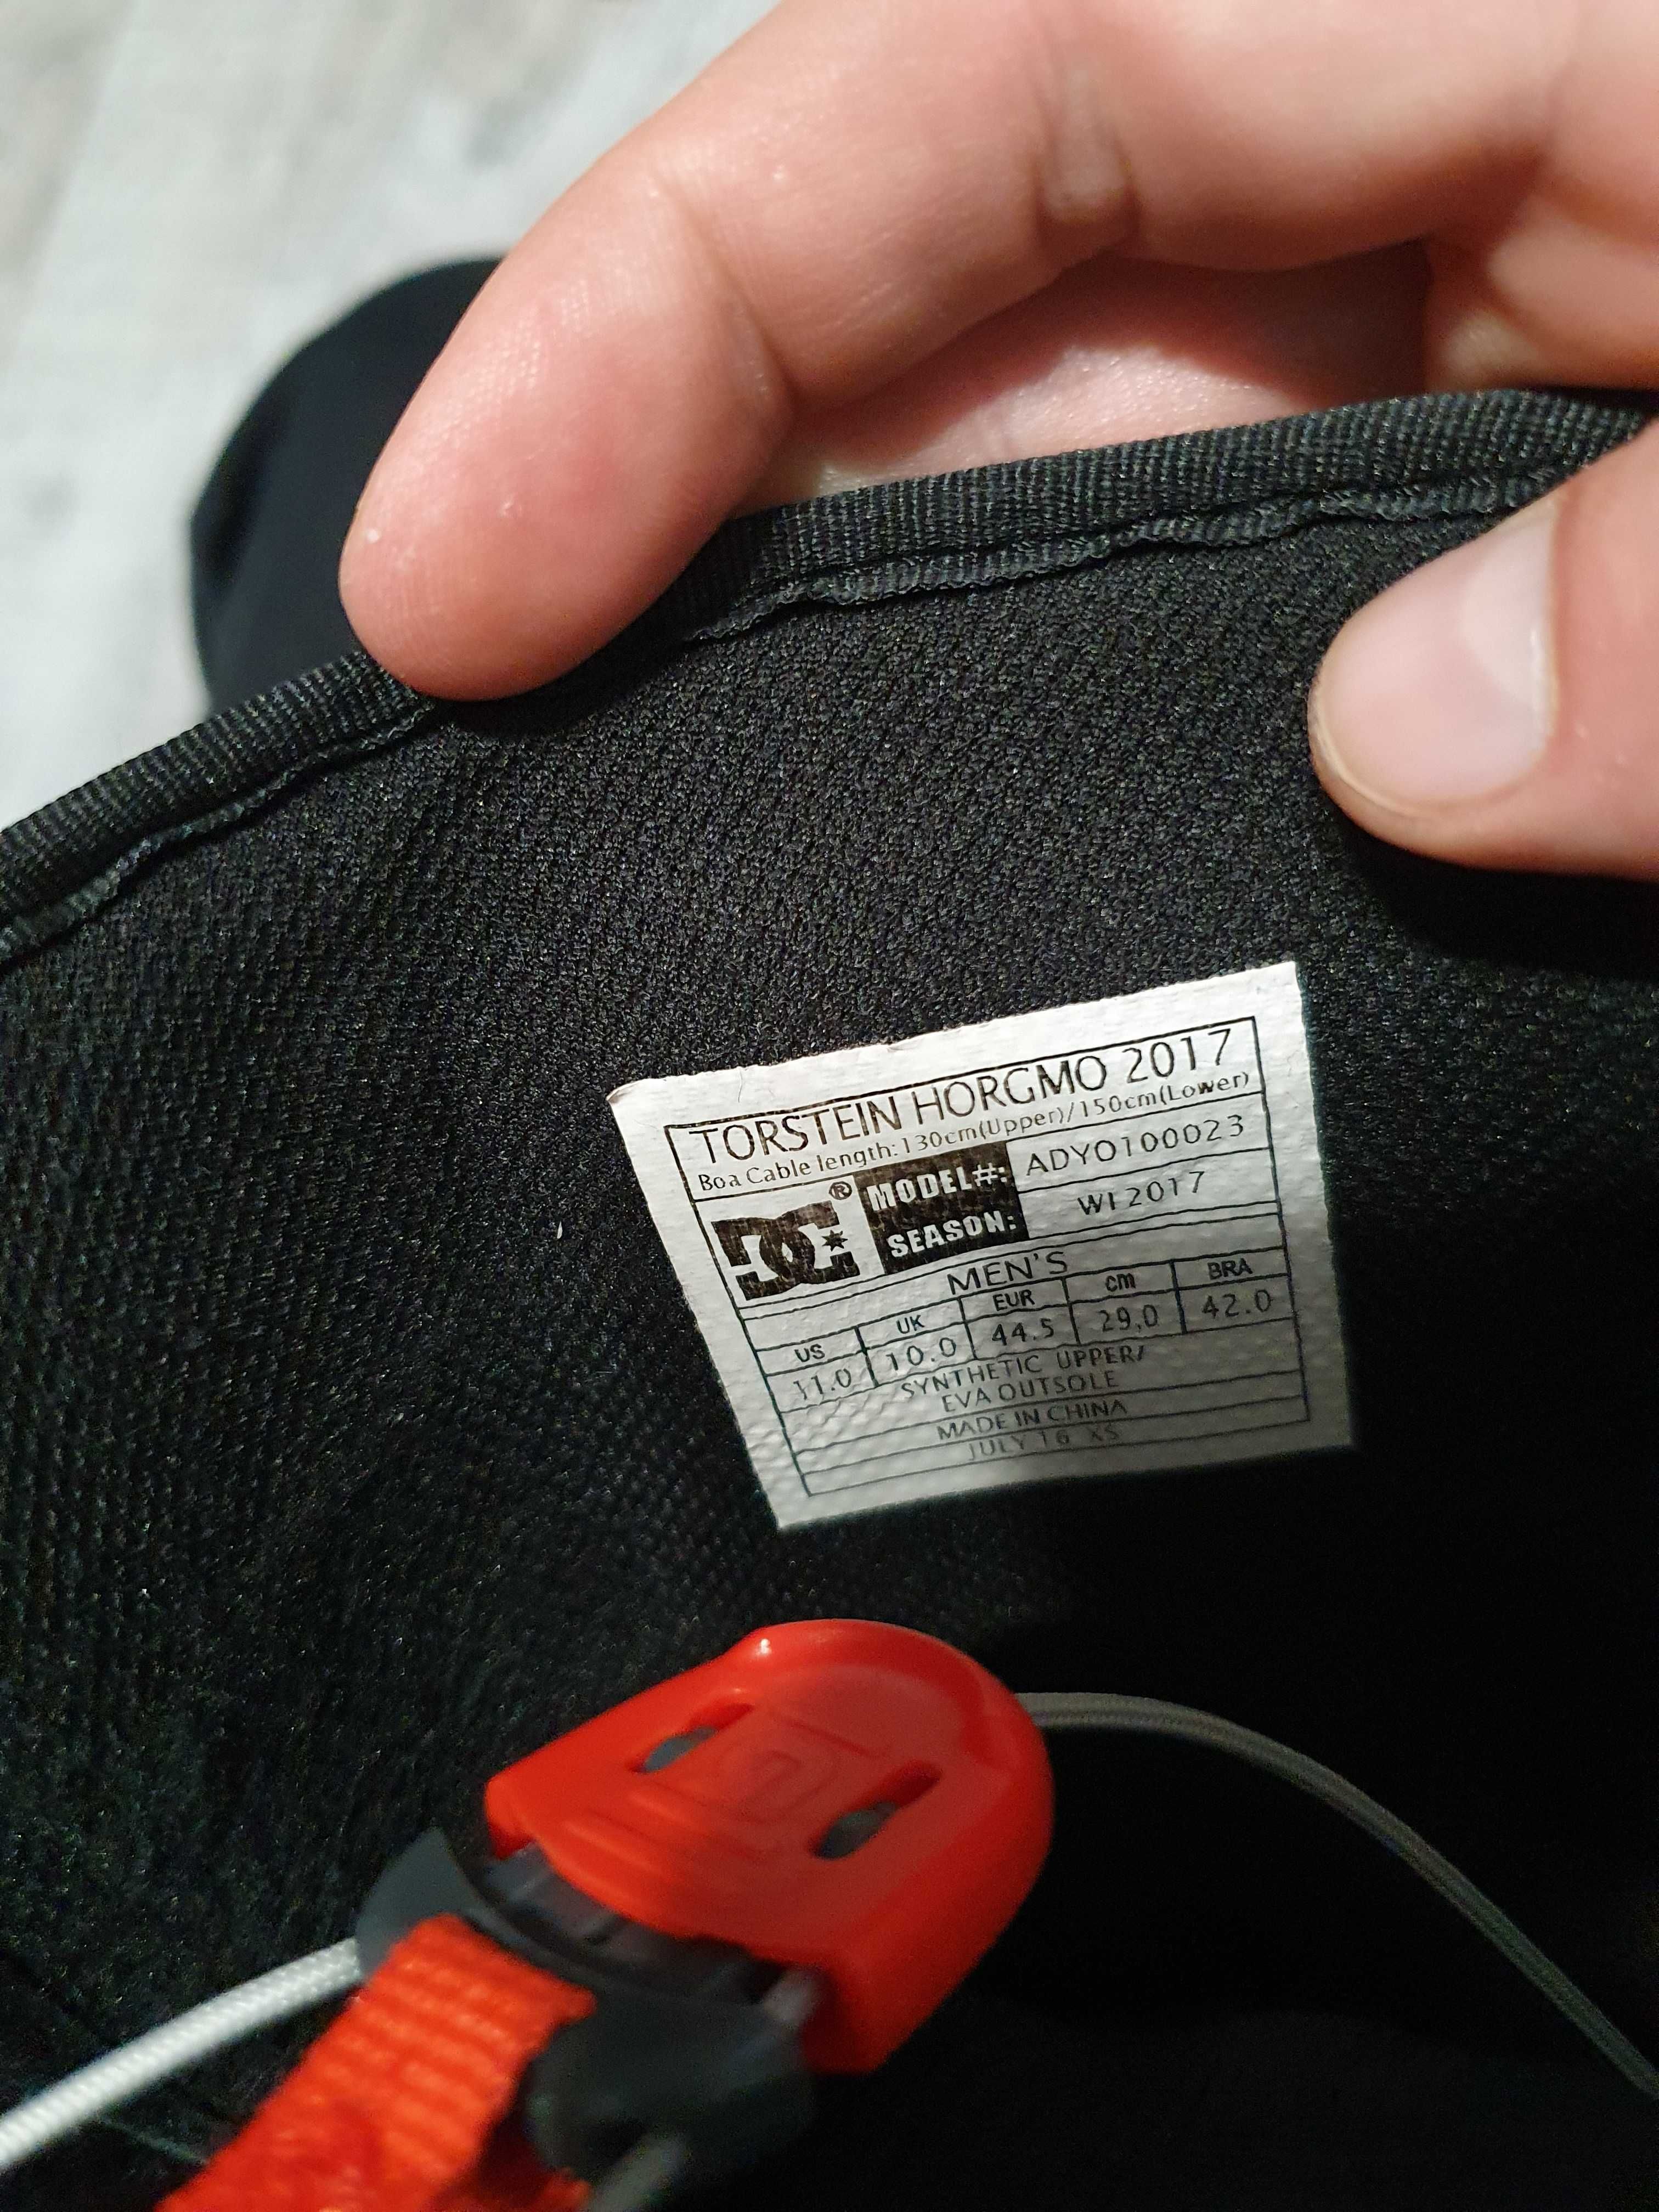 TORSTEIN HORGMO 2017
Boa Cable length:130cm(Upper)/150cm(Lower)
DC® MODEL#: ADYO100023
SEASON: WI 2017
MEN'S
US UK EUR cm BRA
11.0 10.0 44.5 29.0 42.0
SYNTHETIC UPPER/
EVA OUTSOLE
MADE IN CHINA
JULY 16 XS